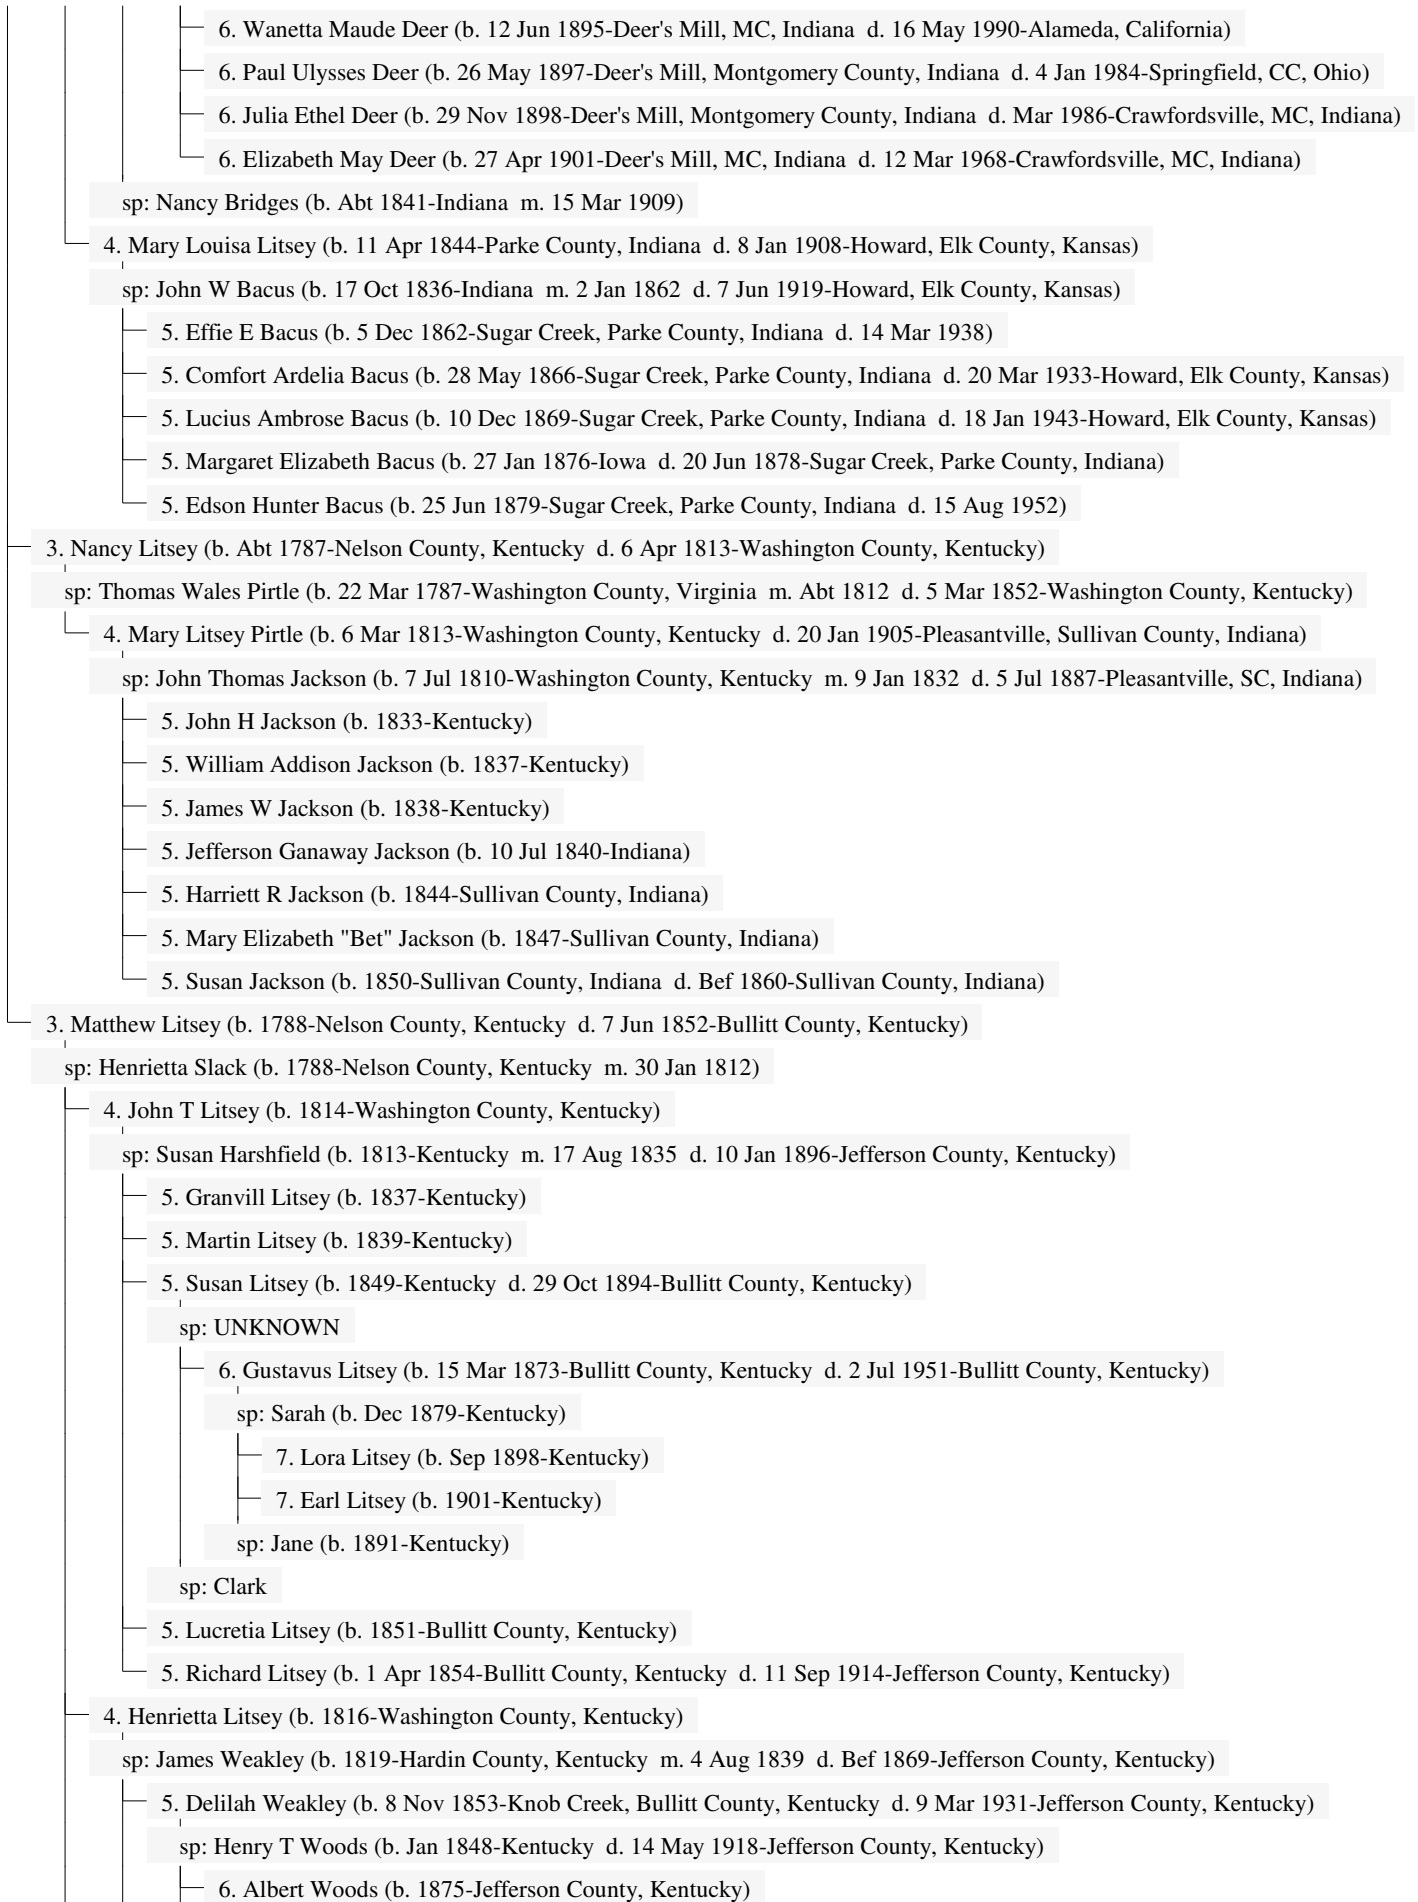 6. Wanetta Maude Deer (b. 12 Jun 1895-Deer's Mill, MC, Indiana d. 16 May 1990-Alameda, California)
6. Paul Ulysses Deer (b. 26 May 1897-Deer's Mill, Montgomery County, Indiana d. 4 Jan 1984-Springfield, CC, Ohio)
6. Julia Ethel Deer (b. 29 Nov 1898-Deer's Mill, Montgomery County, Indiana d. Mar 1986-Crawfordsville, MC, Indiana)
6. Elizabeth May Deer (b. 27 Apr 1901-Deer's Mill, MC, Indiana d. 12 Mar 1968-Crawfordsville, MC, Indiana)
sp: Nancy Bridges (b. Abt 1841-Indiana m. 15 Mar 1909)
4. Mary Louisa Litsey (b. 11 Apr 1844-Parke County, Indiana d. 8 Jan 1908-Howard, Elk County, Kansas)
sp: John W Bacus (b. 17 Oct 1836-Indiana m. 2 Jan 1862 d. 7 Jun 1919-Howard, Elk County, Kansas)
5. Effie E Bacus (b. 5 Dec 1862-Sugar Creek, Parke County, Indiana d. 14 Mar 1938)
5. Comfort Ardelia Bacus (b. 28 May 1866-Sugar Creek, Parke County, Indiana d. 20 Mar 1933-Howard, Elk County, Kansas)
5. Lucius Ambrose Bacus (b. 10 Dec 1869-Sugar Creek, Parke County, Indiana d. 18 Jan 1943-Howard, Elk County, Kansas)
5. Margaret Elizabeth Bacus (b. 27 Jan 1876-Iowa d. 20 Jun 1878-Sugar Creek, Parke County, Indiana)
5. Edson Hunter Bacus (b. 25 Jun 1879-Sugar Creek, Parke County, Indiana d. 15 Aug 1952)
3. Nancy Litsey (b. Abt 1787-Nelson County, Kentucky d. 6 Apr 1813-Washington County, Kentucky)
sp: Thomas Wales Pirtle (b. 22 Mar 1787-Washington County, Virginia m. Abt 1812 d. 5 Mar 1852-Washington County, Kentucky)
4. Mary Litsey Pirtle (b. 6 Mar 1813-Washington County, Kentucky d. 20 Jan 1905-Pleasantville, Sullivan County, Indiana)
sp: John Thomas Jackson (b. 7 Jul 1810-Washington County, Kentucky m. 9 Jan 1832 d. 5 Jul 1887-Pleasantville, SC, Indiana)
5. John H Jackson (b. 1833-Kentucky)
5. William Addison Jackson (b. 1837-Kentucky)
5. James W Jackson (b. 1838-Kentucky)
5. Jefferson Ganaway Jackson (b. 10 Jul 1840-Indiana)
5. Harriett R Jackson (b. 1844-Sullivan County, Indiana)
5. Mary Elizabeth "Bet" Jackson (b. 1847-Sullivan County, Indiana)
5. Susan Jackson (b. 1850-Sullivan County, Indiana d. Bef 1860-Sullivan County, Indiana)
3. Matthew Litsey (b. 1788-Nelson County, Kentucky d. 7 Jun 1852-Bullitt County, Kentucky)
sp: Henrietta Slack (b. 1788-Nelson County, Kentucky m. 30 Jan 1812)
4. John T Litsey (b. 1814-Washington County, Kentucky)
sp: Susan Harshfield (b. 1813-Kentucky m. 17 Aug 1835 d. 10 Jan 1896-Jefferson County, Kentucky)
5. Granvill Litsey (b. 1837-Kentucky)
5. Martin Litsey (b. 1839-Kentucky)
5. Susan Litsey (b. 1849-Kentucky d. 29 Oct 1894-Bullitt County, Kentucky)
sp: UNKNOWN
6. Gustavus Litsey (b. 15 Mar 1873-Bullitt County, Kentucky d. 2 Jul 1951-Bullitt County, Kentucky)
sp: Sarah (b. Dec 1879-Kentucky)
7. Lora Litsey (b. Sep 1898-Kentucky)
7. Earl Litsey (b. 1901-Kentucky)
sp: Jane (b. 1891-Kentucky)
sp: Clark
5. Lucretia Litsey (b. 1851-Bullitt County, Kentucky)
5. Richard Litsey (b. 1 Apr 1854-Bullitt County, Kentucky d. 11 Sep 1914-Jefferson County, Kentucky)
4. Henrietta Litsey (b. 1816-Washington County, Kentucky)
sp: James Weakley (b. 1819-Hardin County, Kentucky m. 4 Aug 1839 d. Bef 1869-Jefferson County, Kentucky)
5. Delilah Weakley (b. 8 Nov 1853-Knob Creek, Bullitt County, Kentucky d. 9 Mar 1931-Jefferson County, Kentucky)
sp: Henry T Woods (b. Jan 1848-Kentucky d. 14 May 1918-Jefferson County, Kentucky)
6. Albert Woods (b. 1875-Jefferson County, Kentucky)